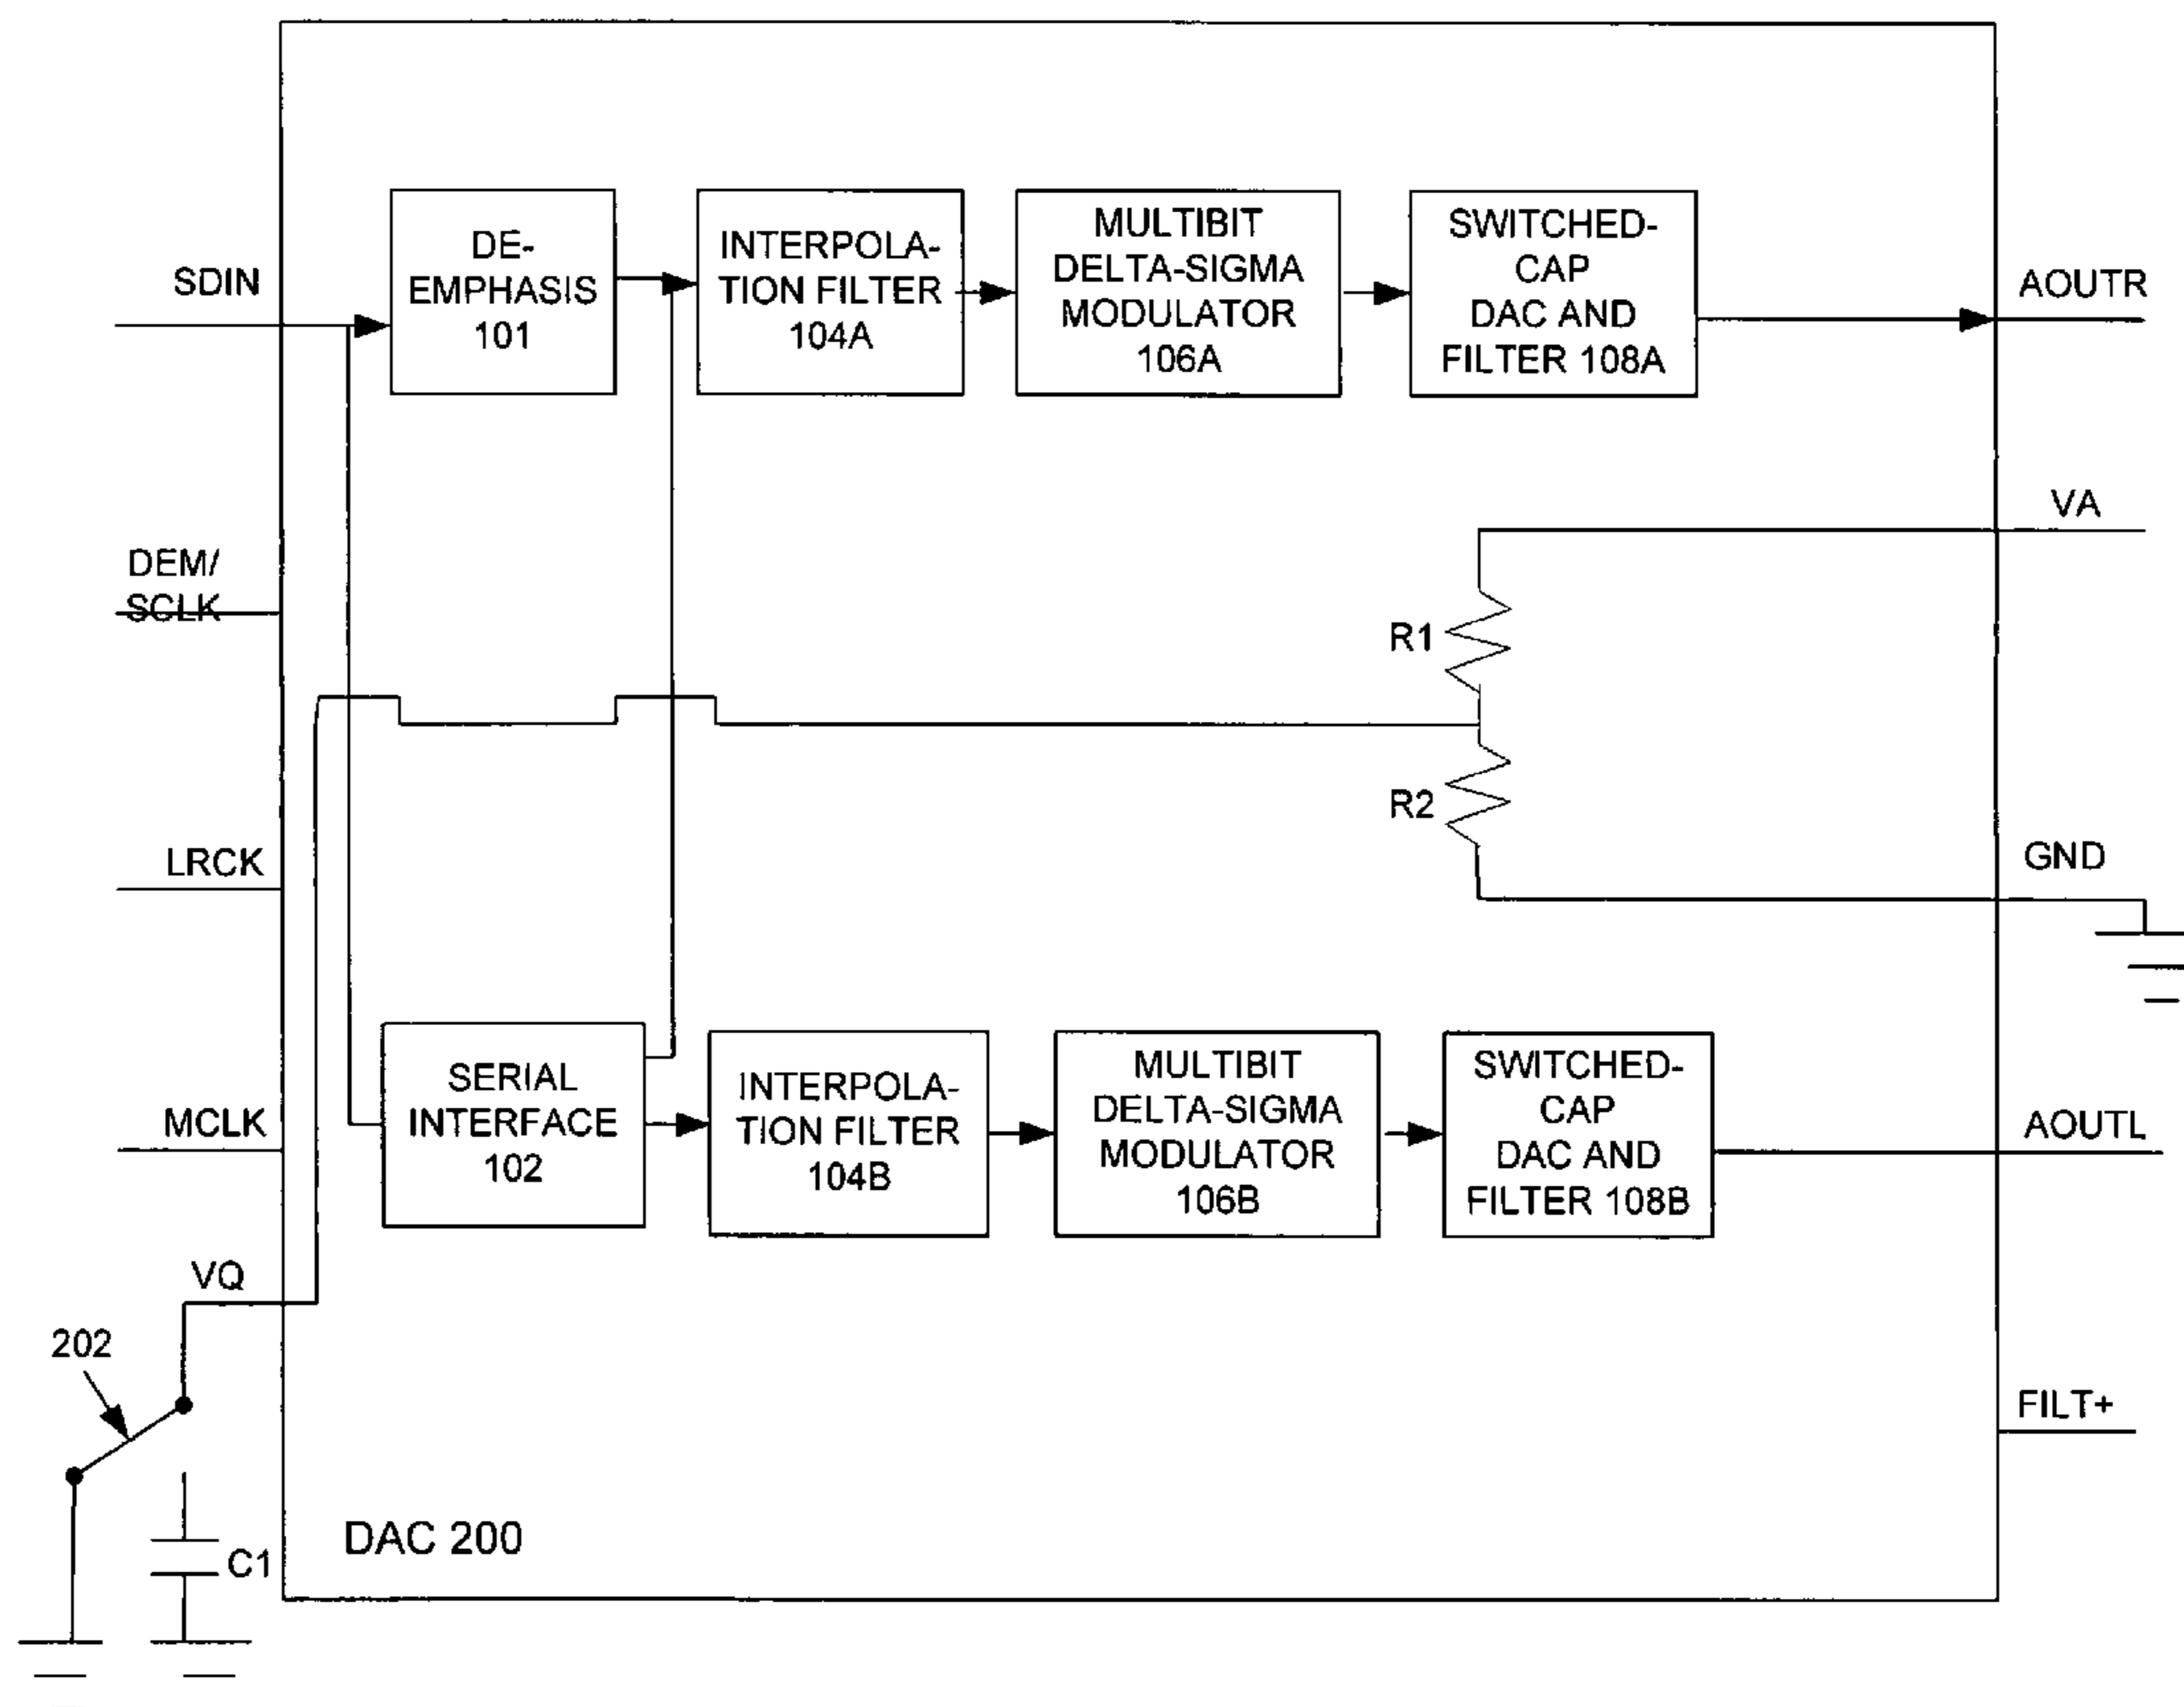 DE-
EMPHASIS
101
INTERPOLA-
TION FILTER
104A
MULTIBIT
DELTA-SIGMA
MODULATOR
106A
SWITCHED-
CAP
DAC AND
FILTER 108A
SDIN
AOUTR
VA
DEM/
SCLK
R1
R2
LRCK
GND
SERIAL
INTERFACE
102
INTERPOLA-
TION FILTER
104B
MULTIBIT
DELTA-SIGMA
MODULATOR
106B
SWITCHED-
CAP
DAC AND
FILTER 108B
MCLK
AOUTL
VQ
202
FILT+
DAC 200
C1